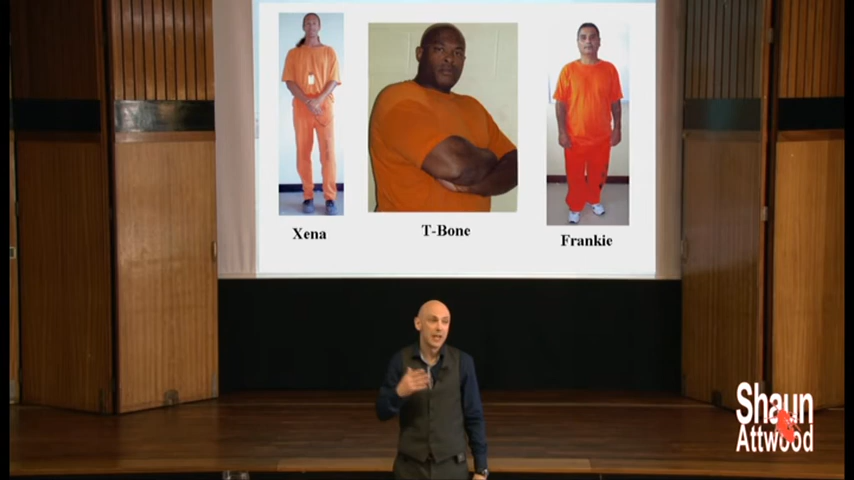 Xena
T-Bone
Frankie
Shaun
Attwood